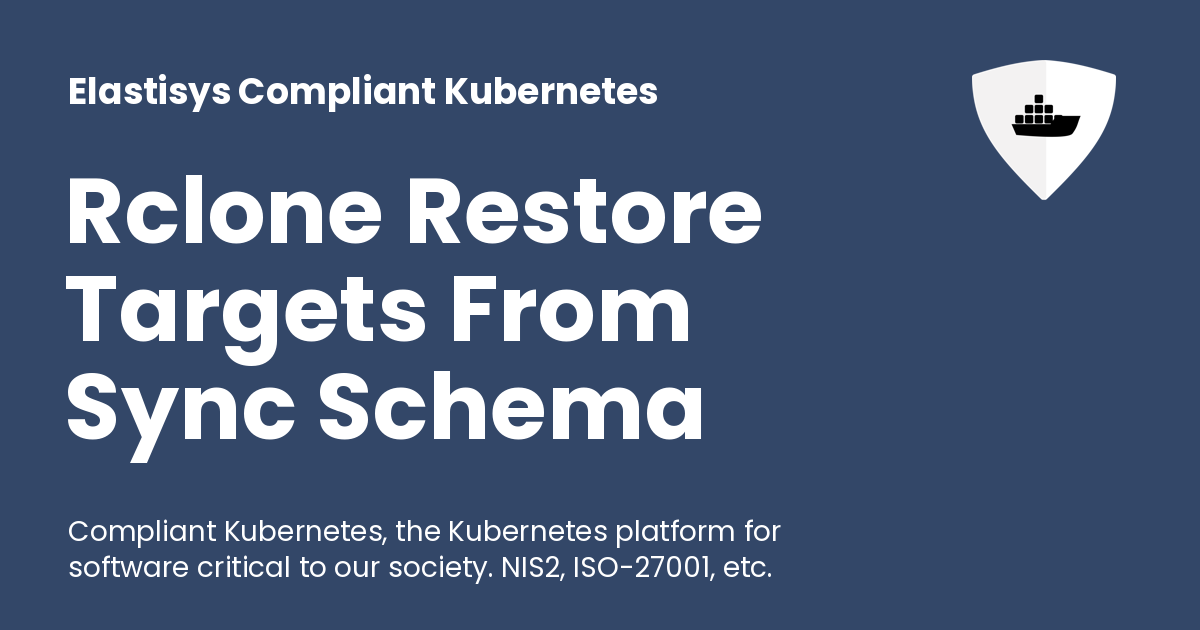 Elastisys Compliant Kubernetes
Rclone Restore
Targets From
Sync Schema
Compliant Kubernetes, the Kubernetes platform for
software critical to our society. NIS2, ISO-27001, etc.